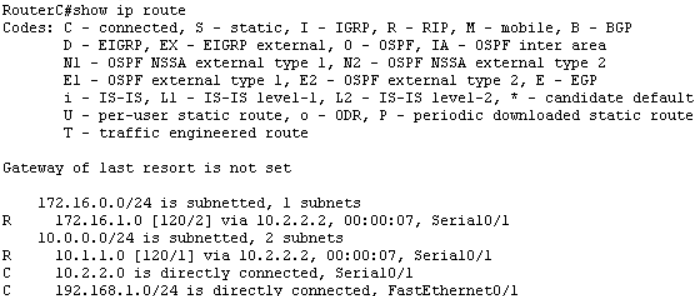 RouterC#show ip route
Codes: C - connected, S - static, I - IGRP, R - RIP, M - mobile, B - BGP
D - EIGRP, EX - EIGRP external, O - OSPF, IA - OSPF inter area
N1 - OSPF NSSA external type 1, N2 - OSPF NSSA external type 2
E1 - OSPF external type 1, E2 - OSPF external type 2, E - EGP
i - IS-IS, L1 - IS-IS level-1, L2 - IS-IS level-2, * - candidate default
U - per-user static route, o - ODR, P - periodic downloaded static route
T - traffic engineered route
Gateway of last resort is not set
172.16.0.0/24 is subnetted, 1 subnets
R 172.16.1.0 [120/2] via 10.2.2.2, 00:00:07, Serial0/1
10.0.0.0/24 is subnetted, 2 subnets
R 10.1.1.0 [120/1] via 10.2.2.2, 00:00:07, Serial0/1
C 10.2.2.0 is directly connected, Serial0/1
C 192.168.1.0/24 is directly connected, FastEthernet0/1